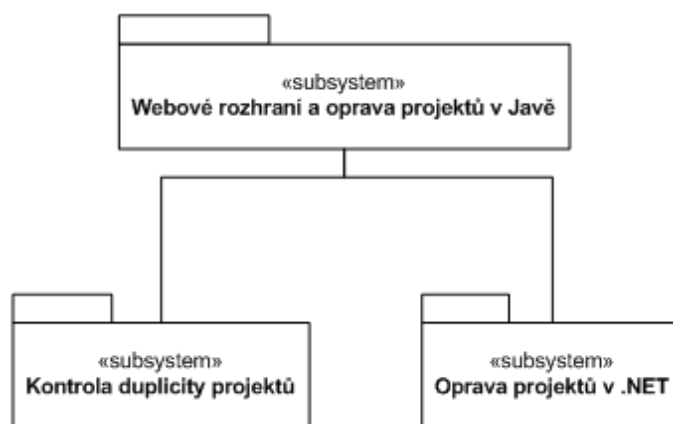 «subsystem»
Webové rozhraní a oprava projektů v Javě
«subsystem»
Kontrola duplicity projektů
«subsystem»
Oprava projektů v .NET